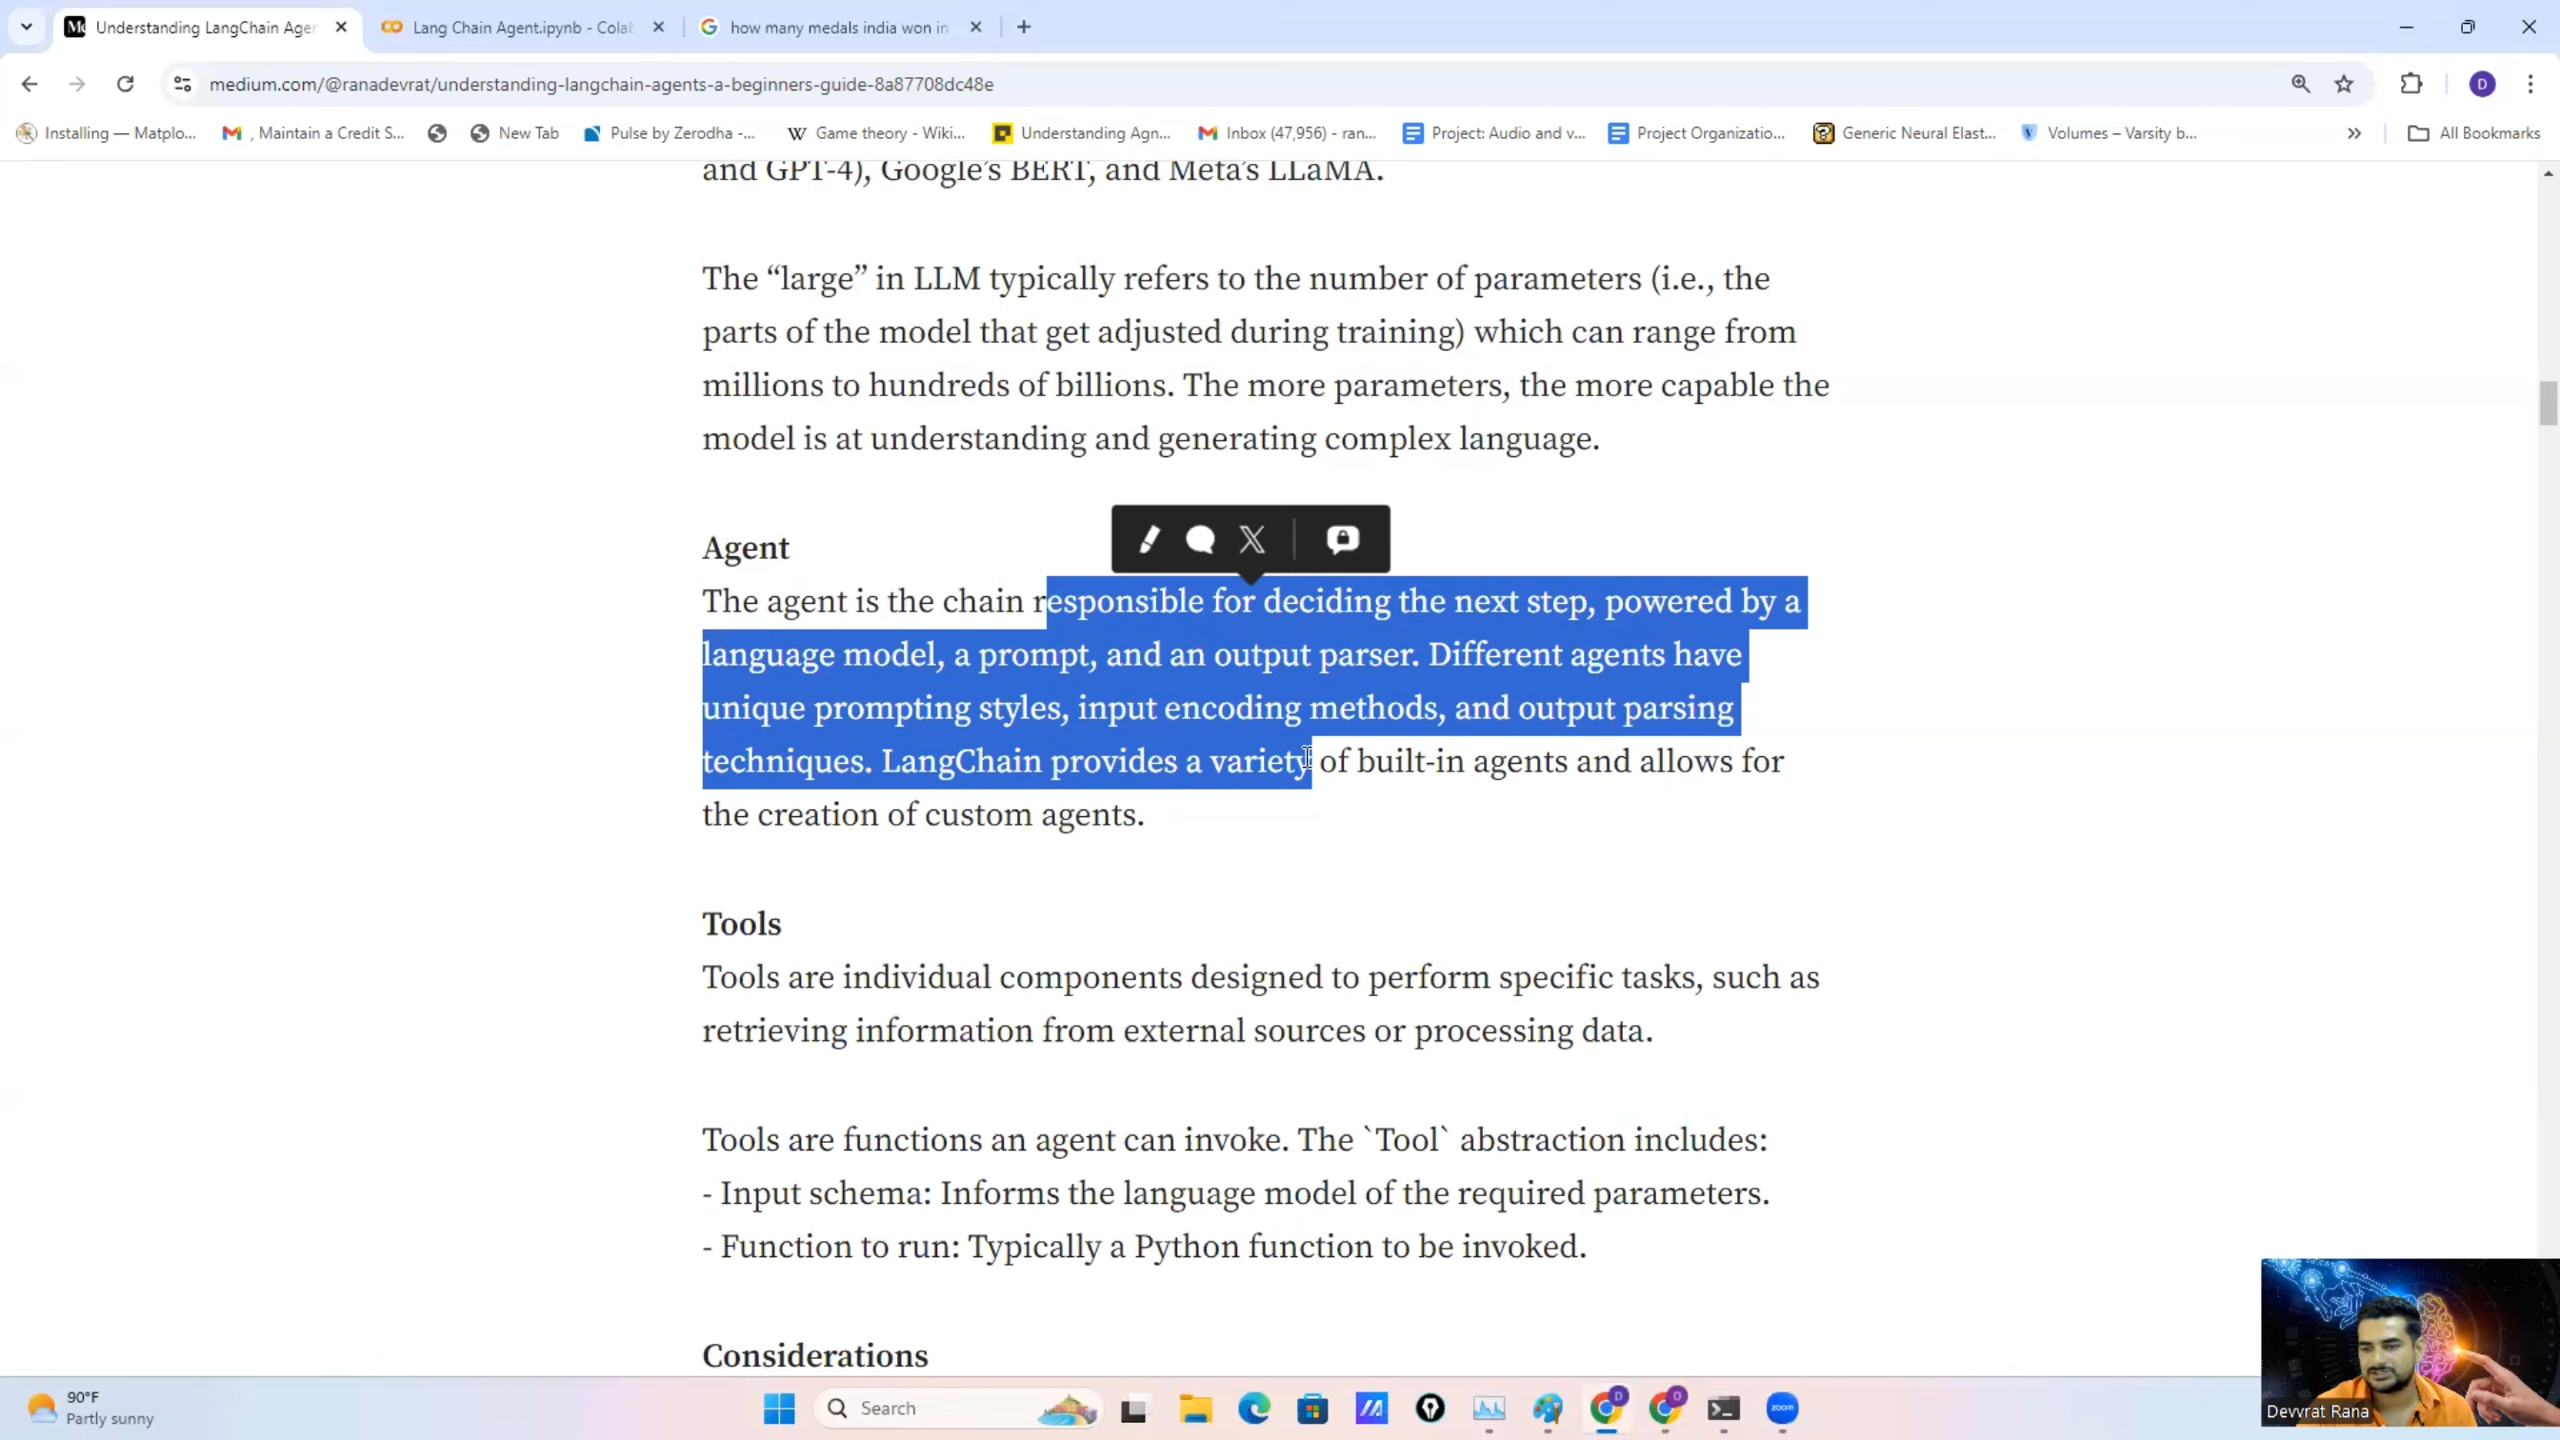 Understanding LangChain Agen
Lang Chain Agent.ipynb - Colab
how many medals india won in
medium.com/@ranadevrat/understanding-langchain-agents-a-beginners-guide-8a87708dc48e
D
Installing — Matplo...
, Maintain a Credit S...
New Tab
Pulse by Zerodha -...
Game theory - Wiki...
Understanding Agn...
Inbox (47,956) - ran...
Project: Audio and v...
Project Organizatio...
Generic Neural Elast...
Volumes – Varsity b...
All Bookmarks
and GPT-4), Google’s BERT, and Meta’s LLaMA.
The “large” in LLM typically refers to the number of parameters (i.e., the
parts of the model that get adjusted during training) which can range from
millions to hundreds of billions. The more parameters, the more capable the
model is at understanding and generating complex language.
Agent
The agent is the chain responsible for deciding the next step, powered by a
language model, a prompt, and an output parser. Different agents have
unique prompting styles, input encoding methods, and output parsing
techniques. LangChain provides a variety of built-in agents and allows for
the creation of custom agents.
Tools
Tools are individual components designed to perform specific tasks, such as
retrieving information from external sources or processing data.
Tools are functions an agent can invoke. The `Tool` abstraction includes:
- Input schema: Informs the language model of the required parameters.
- Function to run: Typically a Python function to be invoked.
Considerations
Devvrat Rana
90°F
Partly sunny
Search
D
O
zoom